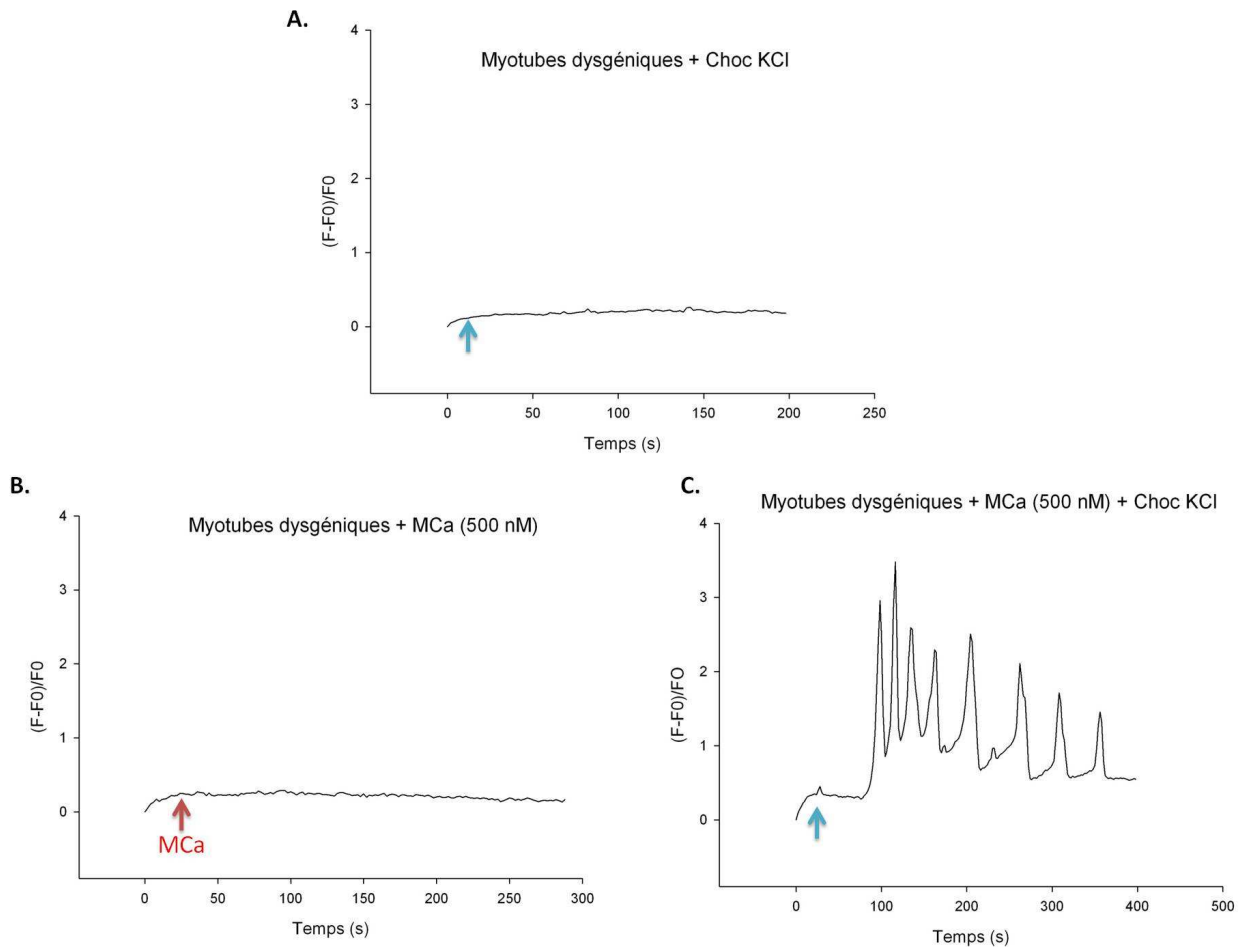 A.
Myotubes dysgéniques + Choc KCl
4
3
2
1
0
(F-F0)/F0
0 50 100 150 200 250
Temps (s)
B.
Myotubes dysgéniques + MCa (500 nM)
4
3
2
1
0
(F-F0)/F0
MCa
0 50 100 150 200 250 300
Temps (s)
C.
Myotubes dysgéniques + MCa (500 nM) + Choc KCl
4
3
2
1
0
(F-F0)/FO
0 100 200 300 400 500
Temps (s)